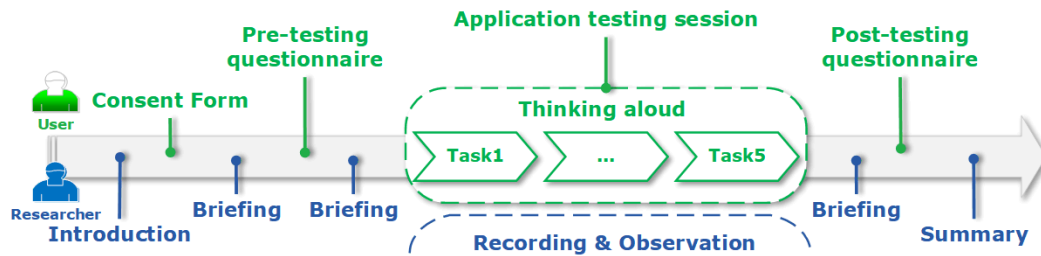 Application testing session
Pre-testing
questionnaire
Post-testing
questionnaire
Consent Form
Thinking aloud
User
Task1
...
Task5
Researcher
Introduction
Briefing
Briefing
Recording & Observation
Briefing
Summary